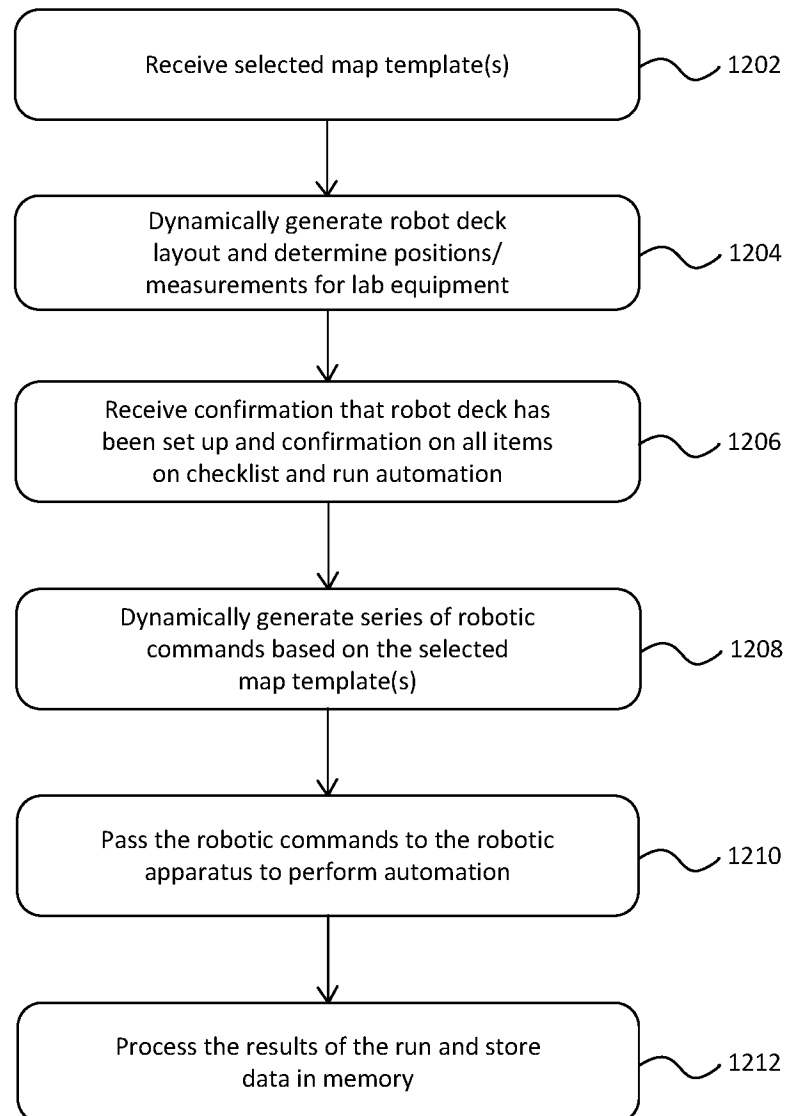 Receive selected map template(s)
1202
Dynamically generate robot deck
layout and determine positions/
measurements for lab equipment
1204
Receive confirmation that robot deck has
been set up and confirmation on all items
on checklist and run automation
1206
Dynamically generate series of robotic
commands based on the selected
map template(s)
1208
Pass the robotic commands to the robotic
apparatus to perform automation
1210
Process the results of the run and store
data in memory
1212